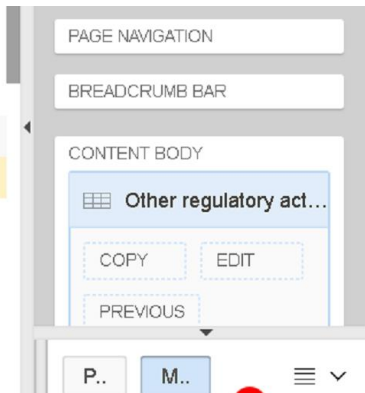 PAGE NAVIGATION
BREADCRUMB BAR
CONTENT BODY
Other regulatory act...
COPY EDIT
PREVIOUS
P.. M..